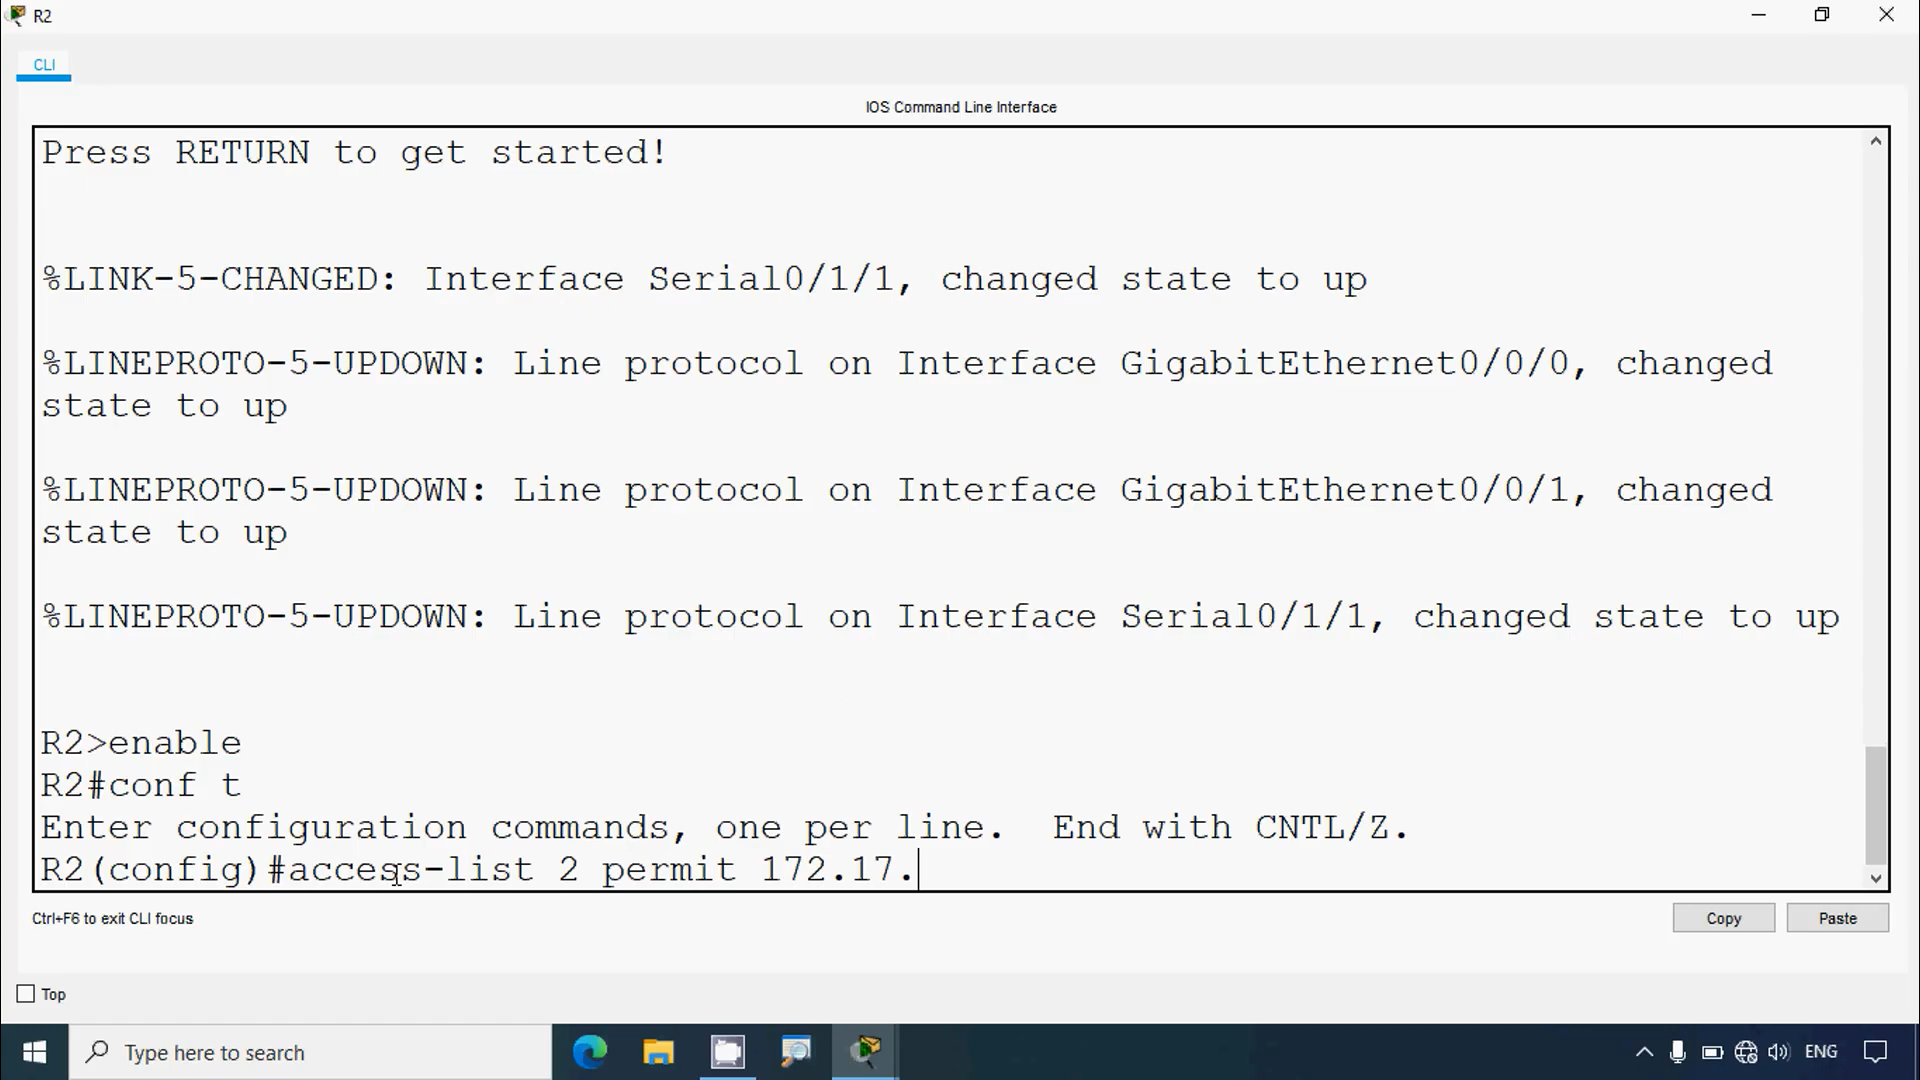 R2
CLI
IOS Command Line Interface
Press RETURN to get started!
%LINK-5-CHANGED: Interface Serial0/1/1, changed state to up
%LINEPROTO-5-UPDOWN: Line protocol on Interface GigabitEthernet0/0/0, changed
state to up
%LINEPROTO-5-UPDOWN: Line protocol on Interface GigabitEthernet0/0/1, changed
state to up
%LINEPROTO-5-UPDOWN: Line protocol on Interface Serial0/1/1, changed state to up
R2>enable
R2#conf t
Enter configuration commands, one per line.  End with CNTL/Z.
R2(config)#access-list 2 permit 172.17.
Ctrl+F6 to exit CLI focus
Copy
Paste
Top
Type here to search
ENG